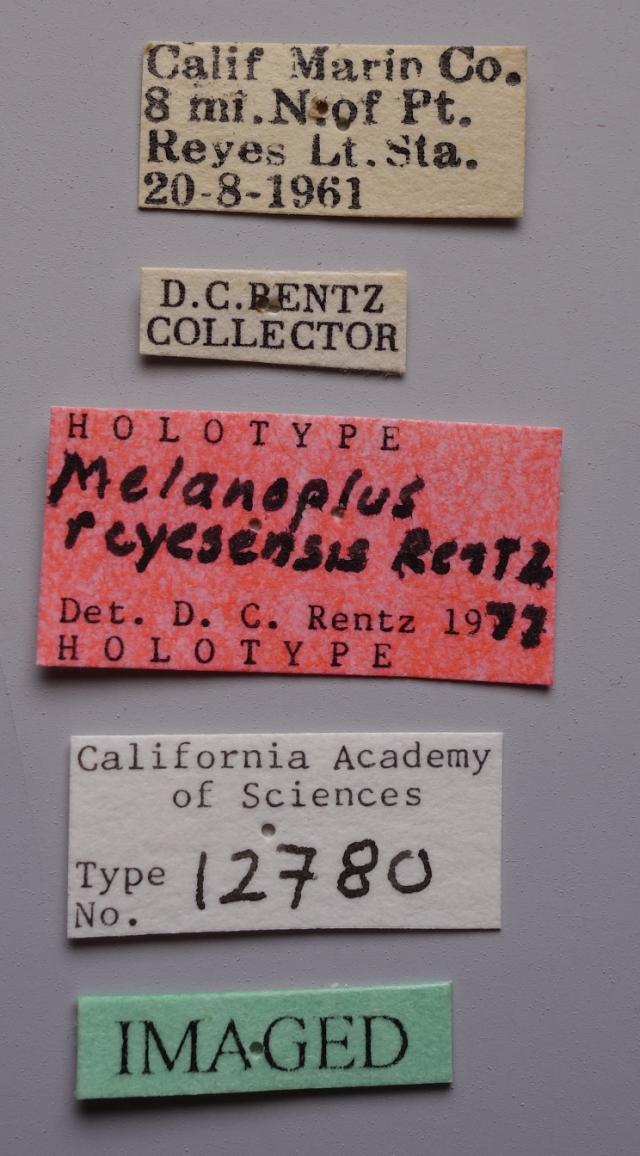 Calif Marin Co.
8 mi.N.of Pt.
Reyes Lt.Sta.
20-8-1961
D.C.RENTZ
COLLECTOR
HOLOTYPE
Melanoplus
reyesensis Rentz
Det. D. C. Rentz 1977
HOLOTYPE
California Academy
of Sciences
Type 12780
No.
IMAGED